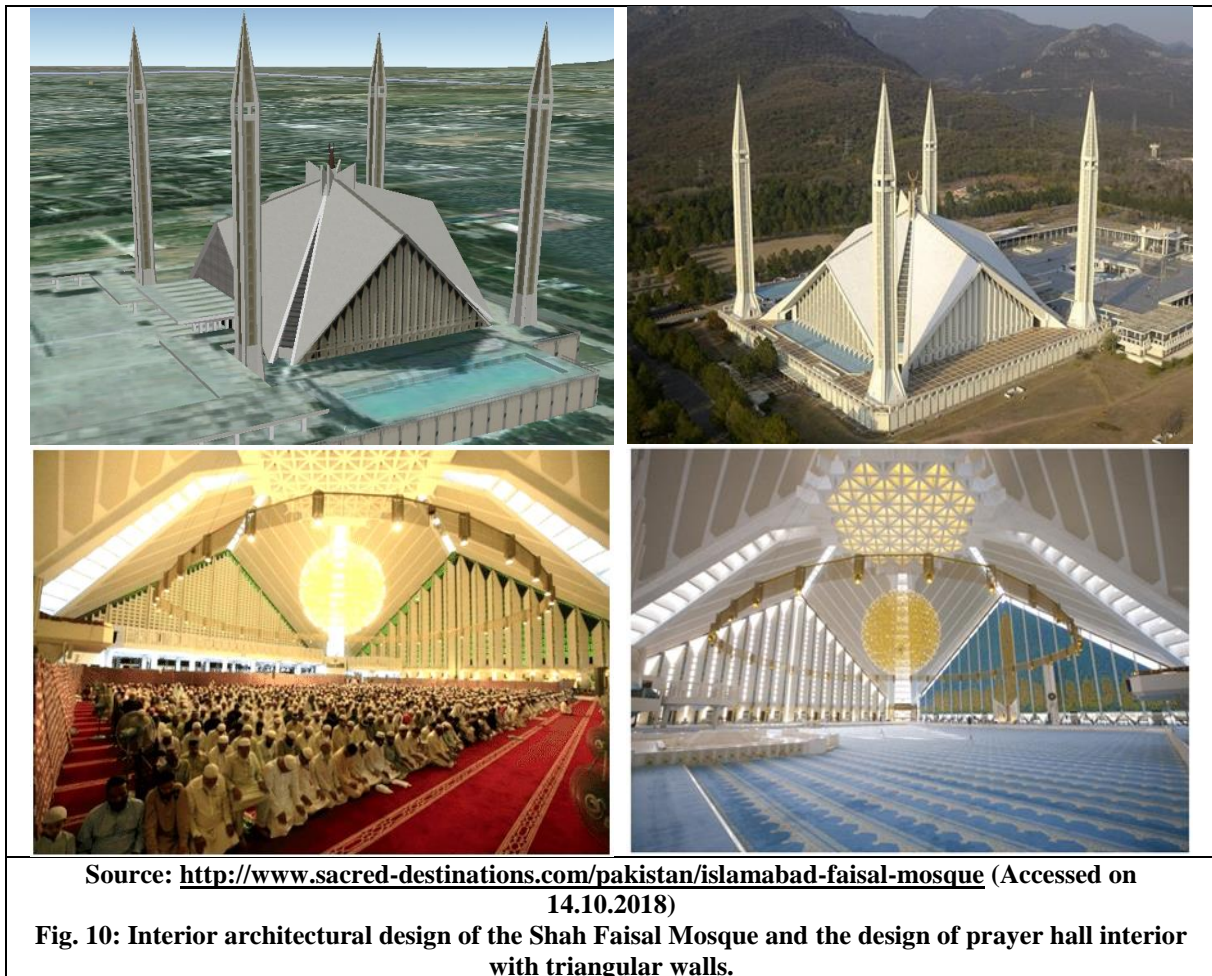 Source: http://www.sacred-destinations.com/pakistan/islamabad-faisal-mosque (Accessed on
14.10.2018)
Fig. 10: Interior architectural design of the Shah Faisal Mosque and the design of prayer hall interior
with triangular walls.